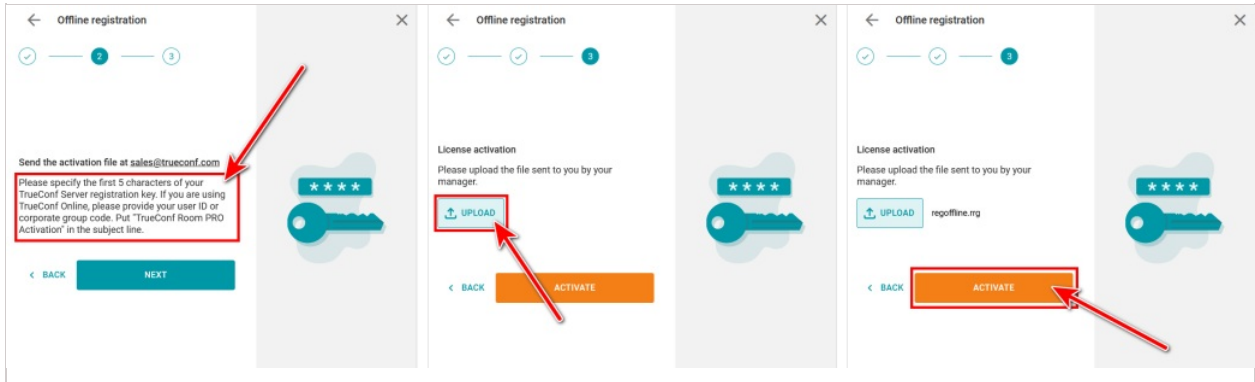 Offline registration
2
3
Send the activation file at sales@trueconf.com
Please specify the first 5 characters of your
TrueConf Server registration key. If you are using
TrueConf Online, please provide your user ID or
corporate group code. Put "TrueConf Room PRO
Activation" in the subject line.
BACK
NEXT
****
Offline registration
3
License activation
Please upload the file sent to you by your
manager.
UPLOAD
BACK
ACTIVATE
****
Offline registration
3
License activation
Please upload the file sent to you by your
manager.
UPLOAD
regoffline.rrg
BACK
ACTIVATE
****